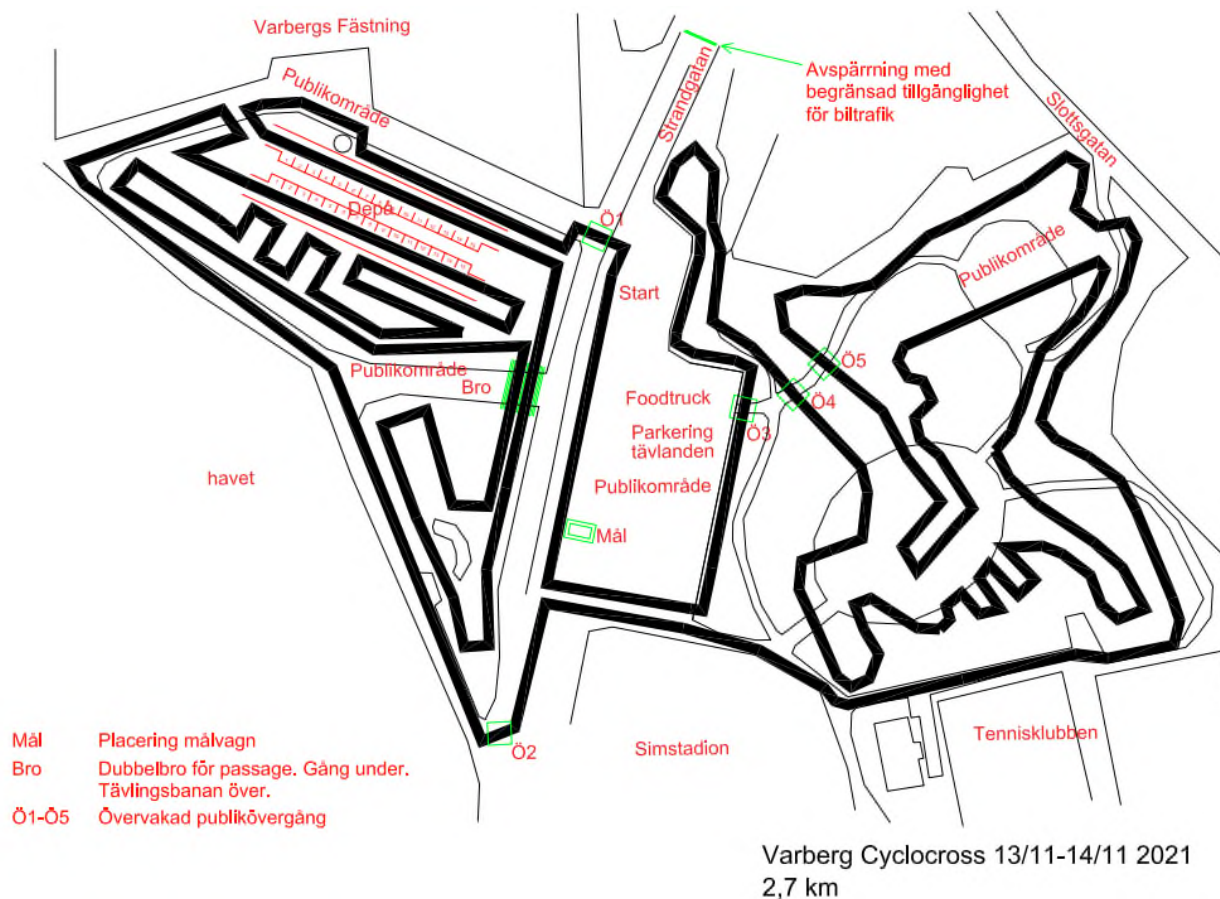 Varbergs Fästning
Publikområde
Strandgatan
Avspärrning med
begränsad tillgänglighet
för biltrafik
Slottsgatan
Depå
Ö1
Start
Publikområde
Publikområde
Bro
Foodtruck
Ö5
Ö4
Ö3
Parkering
tävlanden
Publikområde
havet
Mål
Ö2
Simstadion
Tennisklubben
Mål Placering målvagn
Bro Dubbelbro för passage. Gång under.
Tävlingsbanan över.
Ö1-Ö5 Övervakad publikövergång
Varberg Cyclocross 13/11-14/11 2021
2,7 km